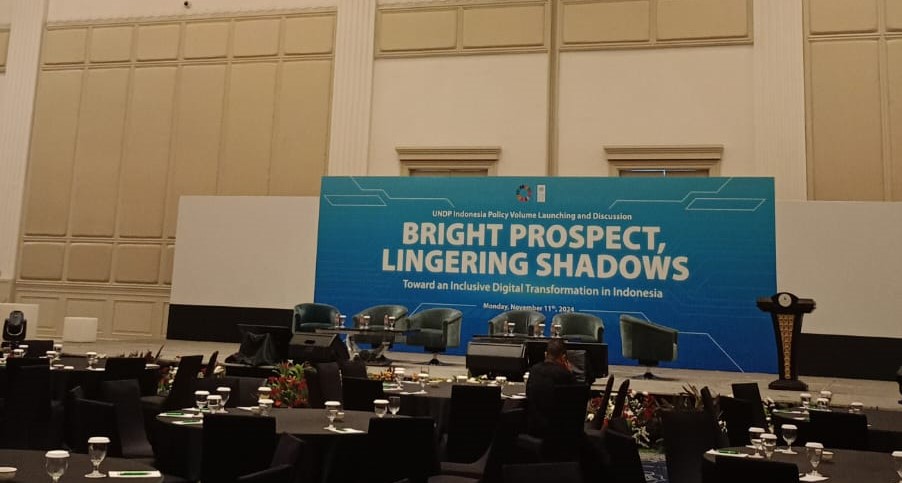 UNDP Indonesia Policy Volume Launching and Discussion
BRIGHT PROSPECT,
LINGERING SHADOWS
Toward an Inclusive Digital Transformation in Indonesia
Monday, November 11th, 2024